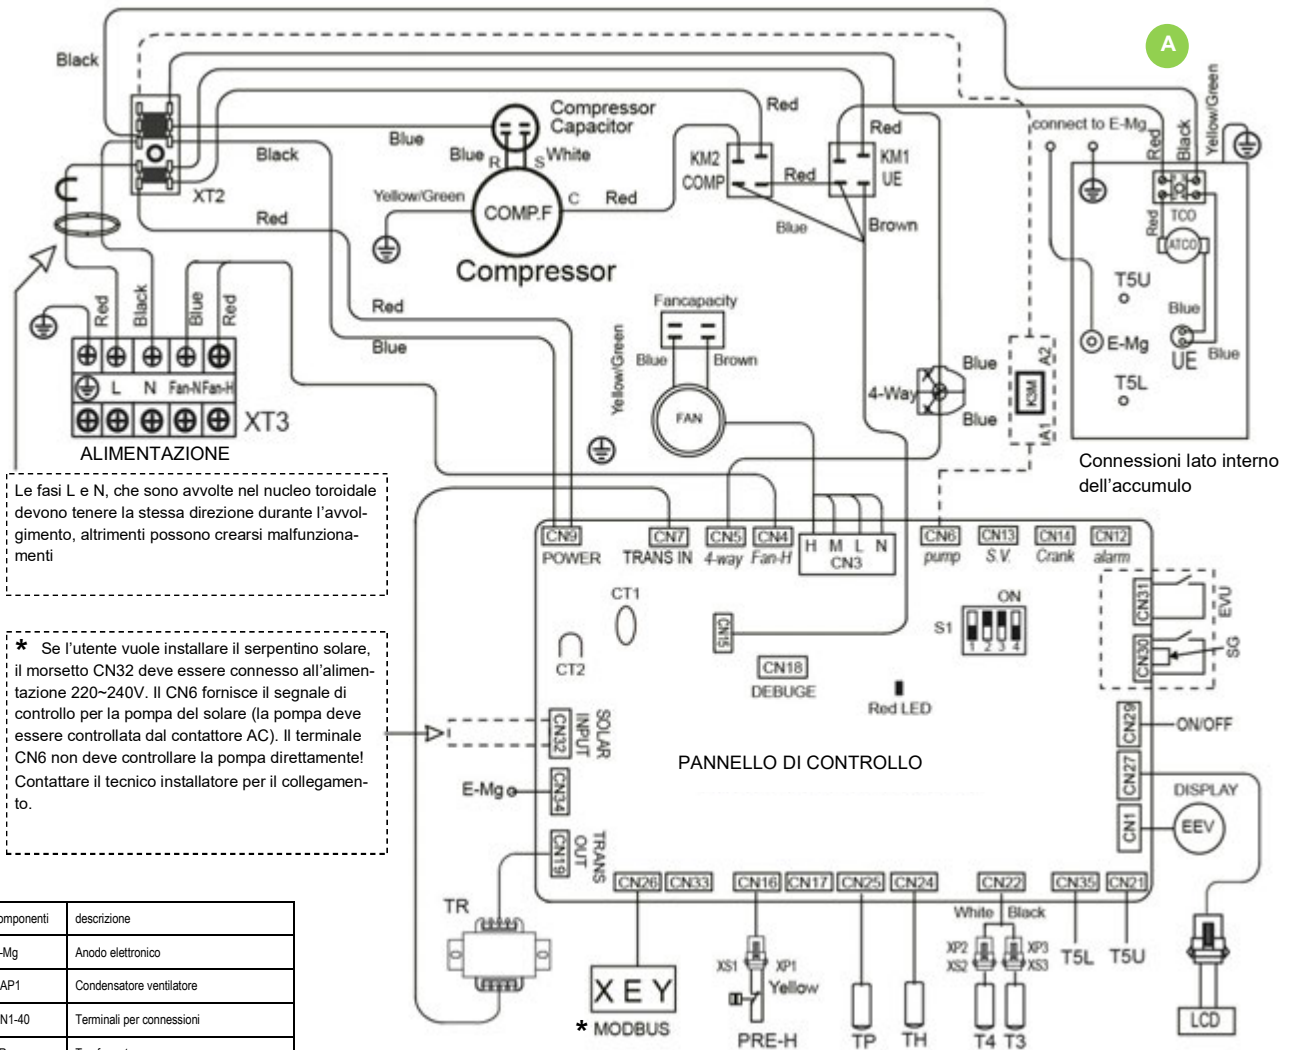 A
Black
Compressor
Capacitor
Red
Red
connect to E-Mg
Red
Black
Yellow/Green
Blue
Blue
R
S
White
Black
KM2
COMP
Red
KM1
UE
XT2
Yellow/Green
COMP.F
C
Red
Blue
Brown
Red
TCO
Red
ATCO
Compressor
T5U
Red
Black
Blue
Red
Red
Blue
Fancapacity
Blue
Brown
Yellow/Green
Blue
E-Mg
UE
Blue
T5L
L N Fan-N Fan-H
XT3
FAN
4-Way
Blue
Blue
A2
K3M
A1
ALIMENTAZIONE
Connessioni lato interno
dell'accumulo
Le fasi L e N, che sono avvolte nel nucleo toroidale
devono tenere la stessa direzione durante l'avvol-
gimento, altrimenti possono crearsi malfunziona-
menti
CN9
POWER
CN7
TRANS IN
CN5
4-way
CN4
Fan-H
H M L N
CN3
CN6
pump
CN13
S.V.
CN14
Crank
CN12
alarm
CT1
CT2
CN15
CN18
DEBUGE
S1
ON
1 2 3 4
Red LED
CN31
EVU
CN30
SG
* Se l'utente vuole installare il serpentino solare,
il morsetto CN32 deve essere connesso all'alimen-
tazione 220~240V. Il CN6 fornisce il segnale di
controllo per la pompa del solare (la pompa deve
essere controllata dal contattore AC). Il terminale
CN6 non deve controllare la pompa direttamente!
Contattare il tecnico installatore per il collegamen-
to.
CN32
SOLAR
INPUT
CN29
ON/OFF
PANNELLO DI CONTROLLO
E-Mg
CN34
CN27
DISPLAY
CN1
EEV
CN19
TRANS
OUT
CN26
CN33
CN16
CN17
CN25
CN24
CN22
CN35
CN21
TR
White
Black
XP2
XS2
XP3
XS3
T5L
T5U
XS1
XP1
Yellow
X E Y
* MODBUS
PRE-H
TP
TH
T4
T3
LCD
omponenti descrizione
-Mg Anodo elettronico
AP1 Condensatore ventilatore
N1-40 Terminali per connessioni